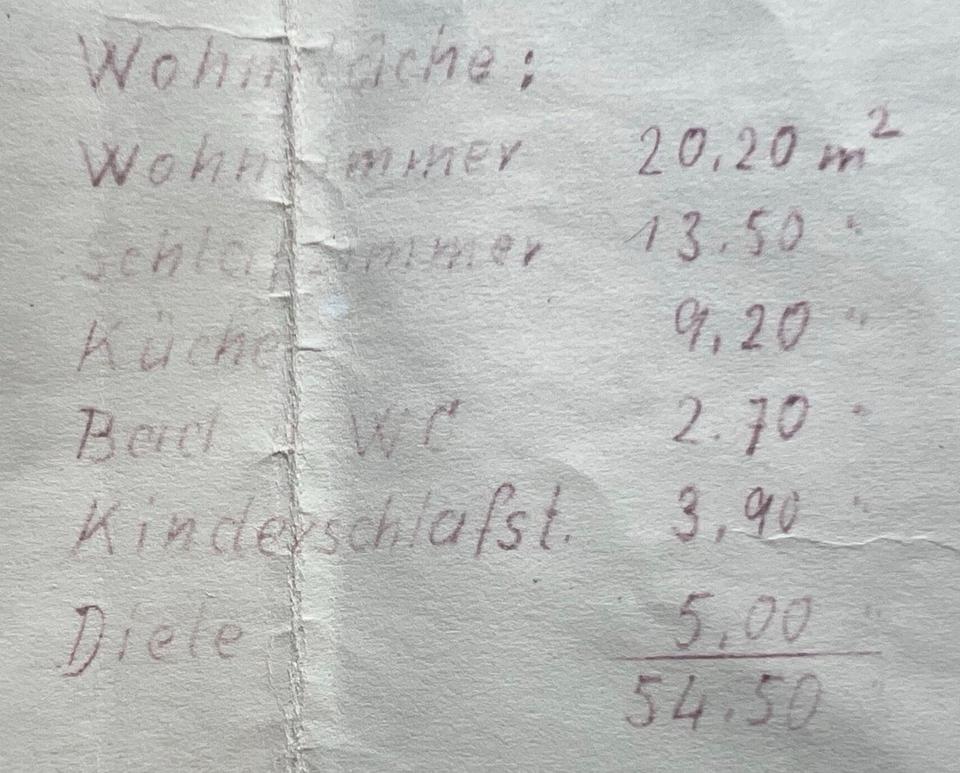 Wohnfläche:
Wohnzimmer 20,20 m²
Schlafzimmer 13.50 "
Küche 9,20 "
Bad WC 2.70 "
Kinderschlafst. 3,90 "
Diele 5,00 "
54.50 "